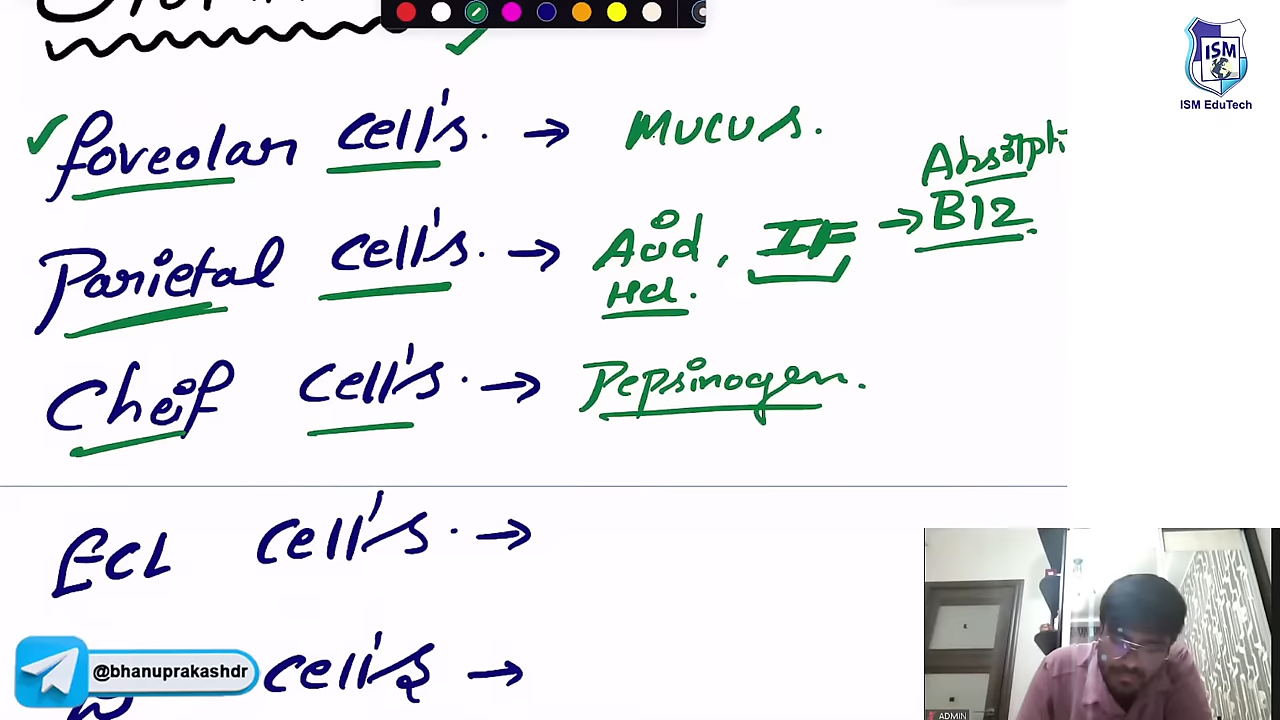 ISM
ISM EduTech
foveolar cell's. → Mucus.
Absorpti
Parietal cell's. → Acid, IF → B12.
Hcl.
Cheif cell's. → Pepsinogen.
ECL cell's. →
cell's →
@bhanuprakashdr
ADMIN